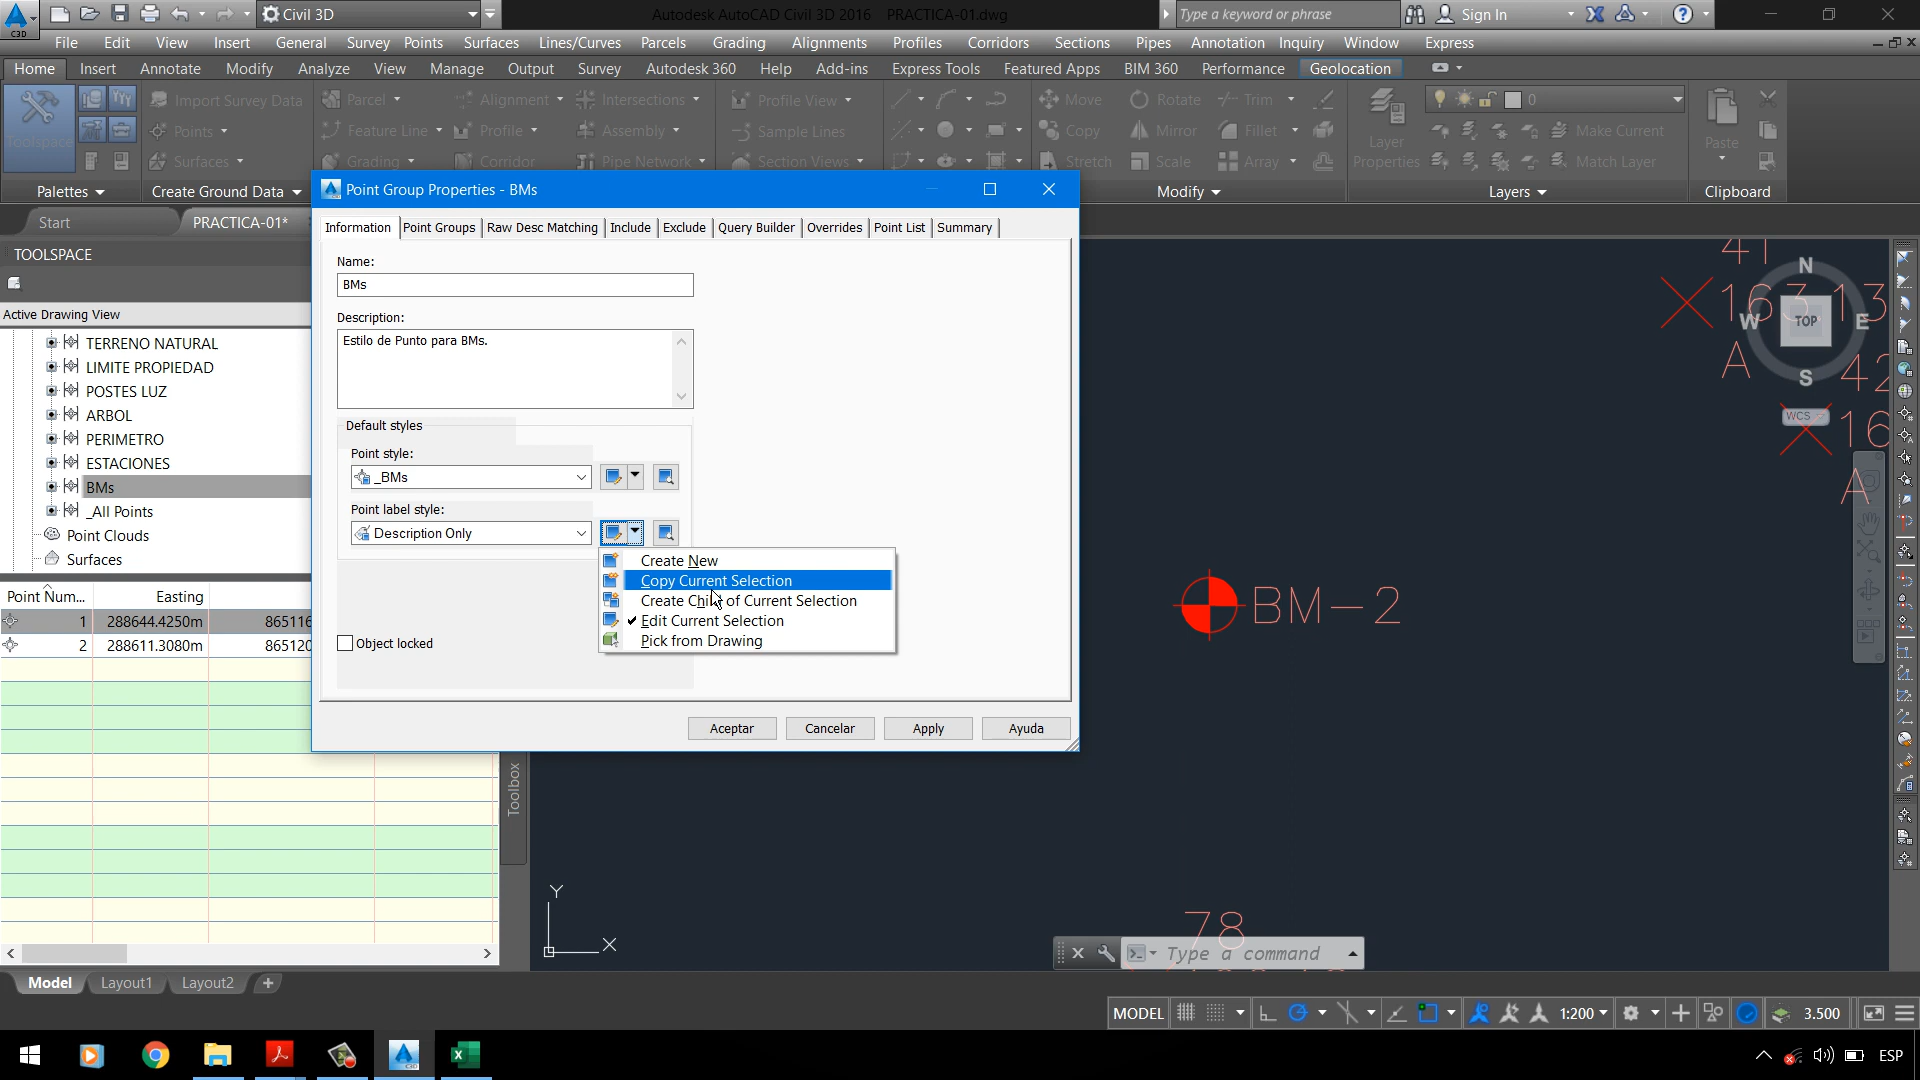 C3D
Civil 3D
Autodesk AutoCAD Civil 3D 2016 PRACTICA-01.dwg
Type a keyword or phrase
Sign In
File Edit View Insert General Survey Points Surfaces Lines/Curves Parcels Grading Alignments Profiles Corridors Sections Pipes Annotation Inquiry Window Express
Home Insert Annotate Modify Analyze View Manage Output Survey Autodesk 360 Help Add-ins Express Tools Featured Apps BIM 360 Performance Geolocation
Toolspace
Import Survey Data
Points
Surfaces
Parcel
Feature Line
Grading
Alignment
Profile
Corridor
Intersections
Assembly
Pipe Network
Profile View
Sample Lines
Section Views
Move
Copy
Stretch
Rotate
Mirror
Scale
Trim
Fillet
Array
Layer
Properties
0
Make Current
Match Layer
Paste
Palettes
Create Ground Data
Modify
Layers
Clipboard
Start
PRACTICA-01*
TOOLSPACE
Active Drawing View
TERRENO NATURAL
LIMITE PROPIEDAD
POSTES LUZ
ARBOL
PERIMETRO
ESTACIONES
BMs
_All Points
Point Clouds
Surfaces
Point Num... Easting
1 288644.4250m 865116
2 288611.3080m 865120
Toolbox
Point Group Properties - BMs
Information Point Groups Raw Desc Matching Include Exclude Query Builder Overrides Point List Summary
Name:
BMs
Description:
Estilo de Punto para BMs.
Default styles
Point style:
_BMs
Point label style:
Description Only
Create New
Copy Current Selection
Create Child of Current Selection
Edit Current Selection
Pick from Drawing
Object locked
Aceptar Cancelar Apply Ayuda
BM-2
41
A
42
16
A
78
N
W TOP E
S
WCS
Y
X
Type a command
Model Layout1 Layout2
MODEL
1:200
3.500
ESP